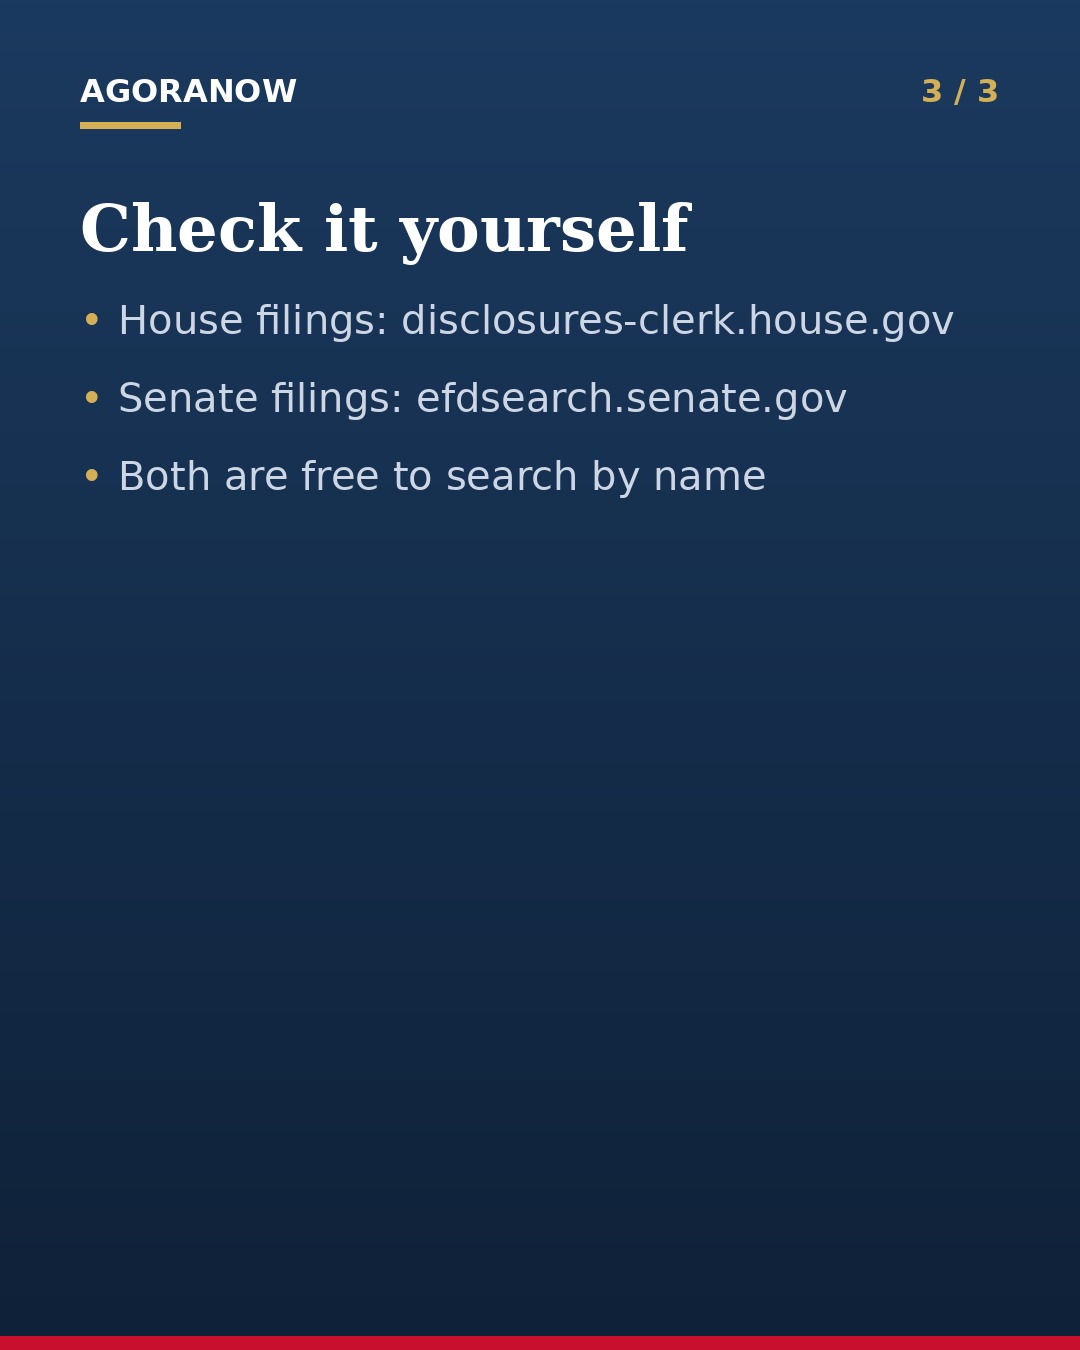 AGORANOW
3 / 3
Check it yourself
• House filings: disclosures-clerk.house.gov
• Senate filings: efdsearch.senate.gov
• Both are free to search by name